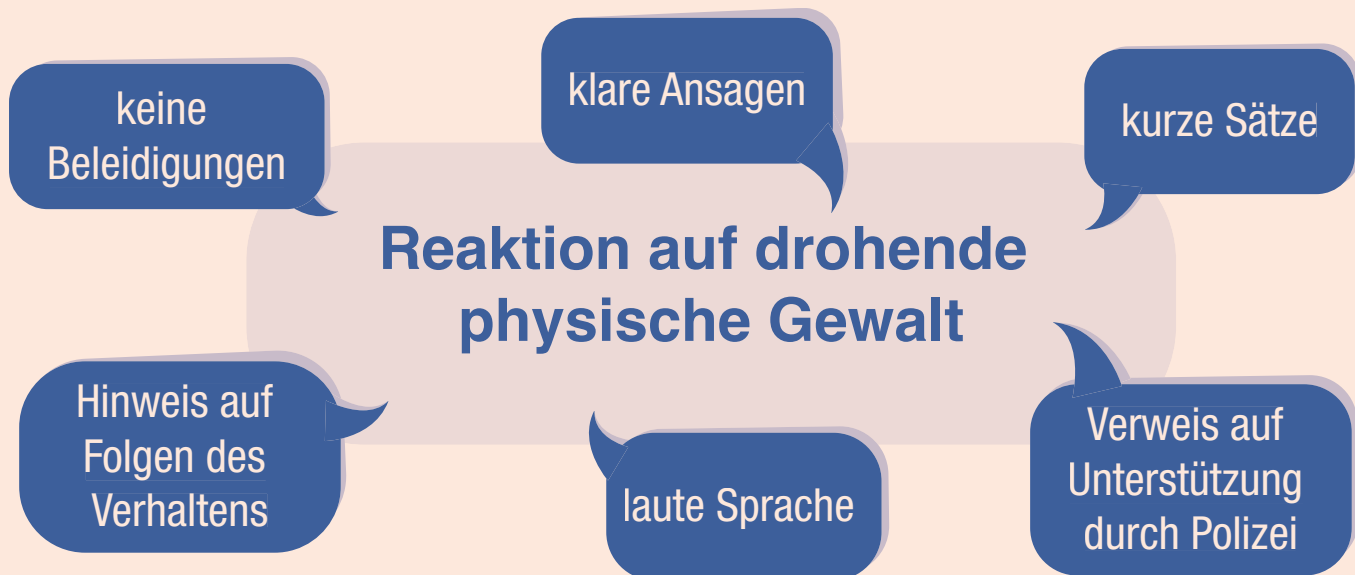 keine
Beleidigungen
klare Ansagen
kurze Sätze
Reaktion auf drohende
physische Gewalt
Hinweis auf
Folgen des
Verhaltens
laute Sprache
Verweis auf
Unterstützung
durch Polizei